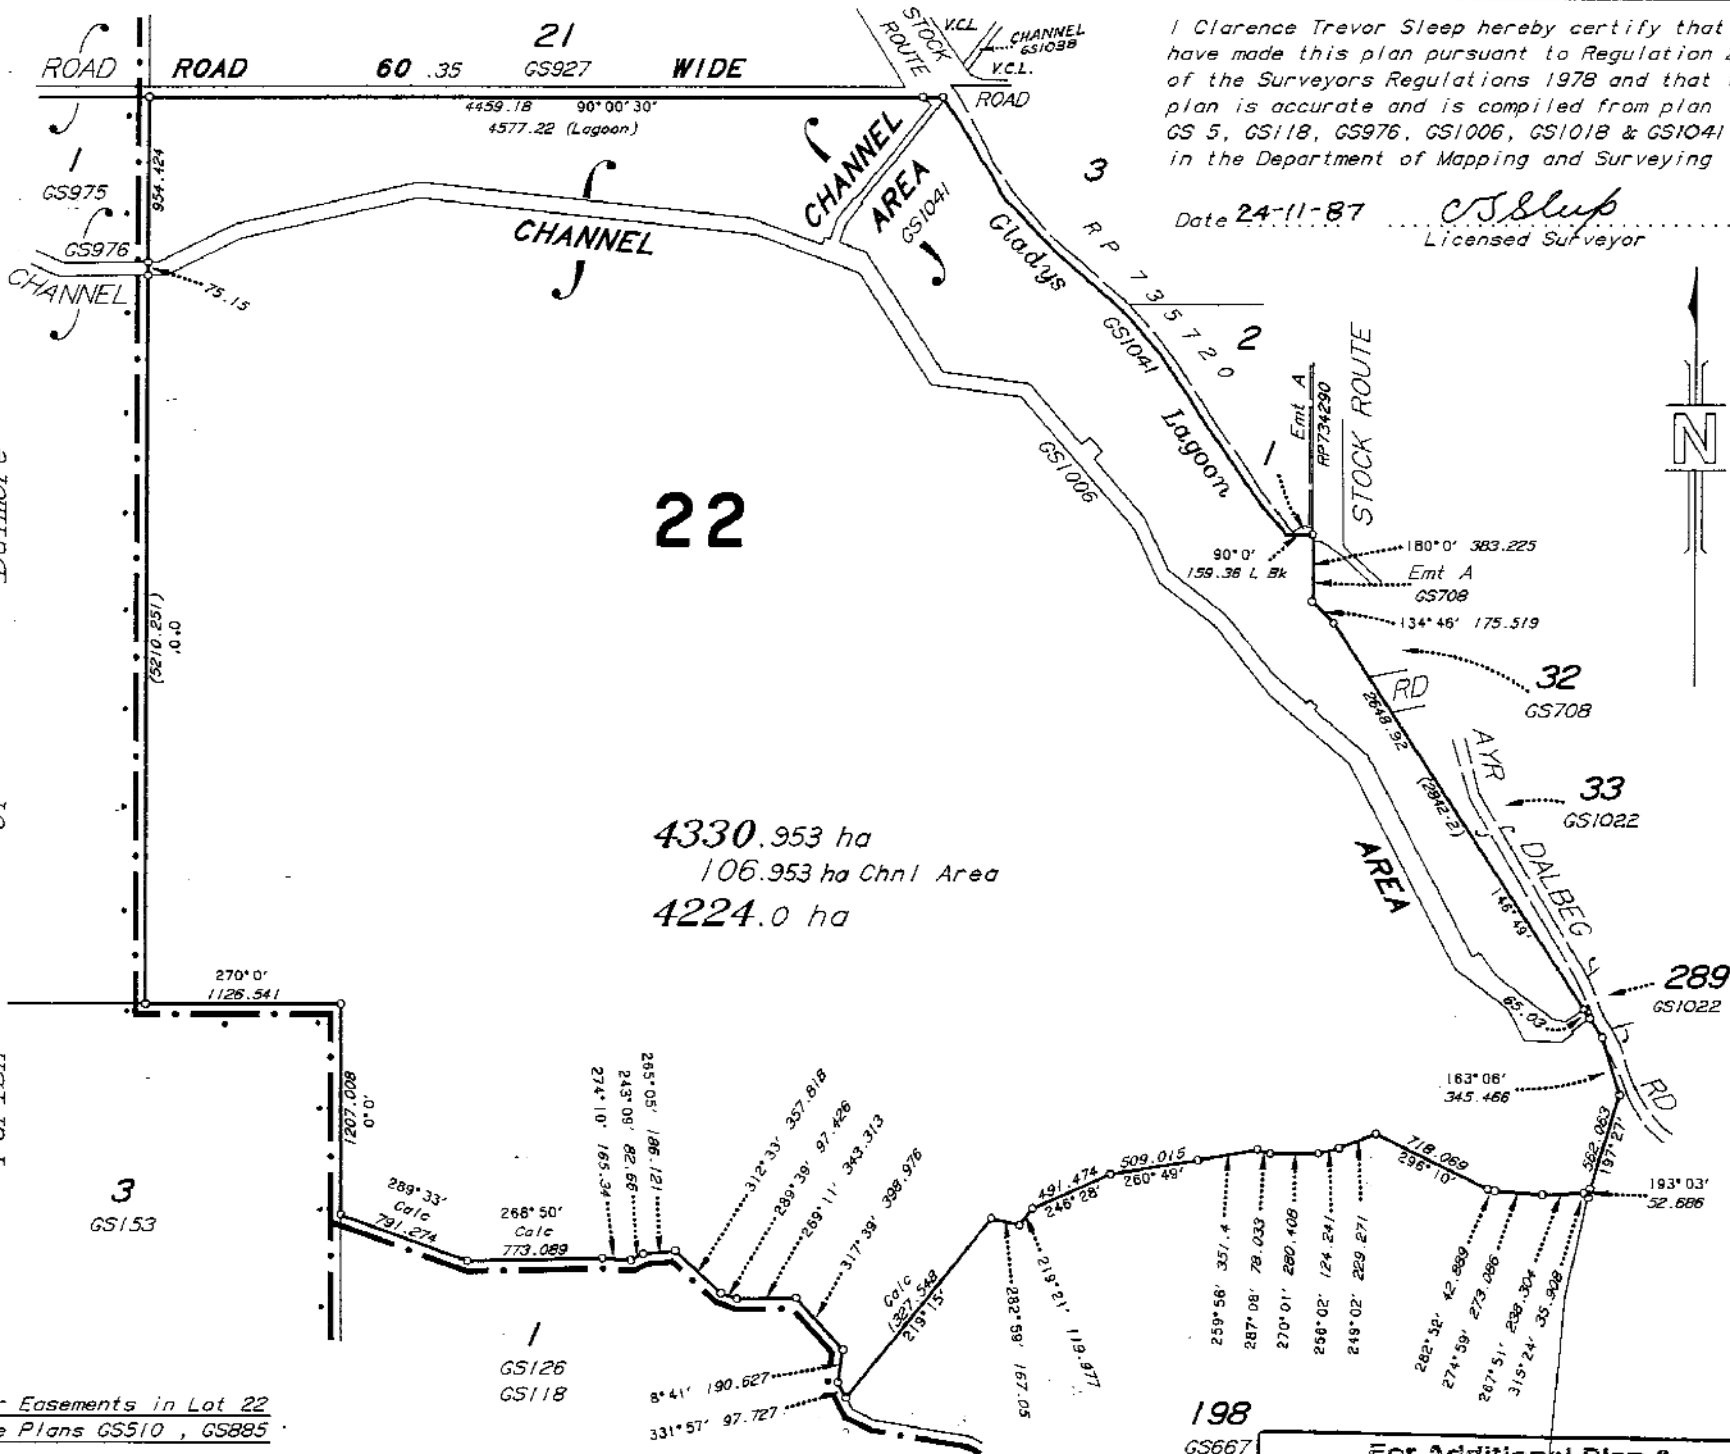 I Clarence Trevor Sleep hereby certify that
have made this plan pursuant to Regulation
of the Surveyors Regulations 1978 and that
plan is accurate and is compiled from plan
GS 5, GS118, GS976, GS1006, GS1018 & GS1041
in the Department of Mapping and Surveying
Date 24-11-87
Licensed Surveyor
21
GS927
ROAD
ROAD 60.35 WIDE
STOCK ROUTE
V.C.L.
CHANNEL
GS1038
V.C.L.
ROAD
4459.18 90°00'30"
4577.22 (Lagoon)
1
GS975
954.424
GS976
CHANNEL
75.15
CHANNEL
CHANNEL
AREA
GS1041
3
RP 735720
Gladys
GS1041
Lagoon
2
1
Emt A
RP734290
STOCK ROUTE
N
GS1006
22
90°0'
159.36 L Bk
180°0' 383.225
Emt A
GS708
134°46' 175.519
32
GS708
RD
2648.92
(2842.2)
146°49'
AYR
DALBEG
RD
33
GS1022
289
GS1022
(5210.251)
0°0'
4330.953 ha
106.953 ha Chnl Area
4224.0 ha
AREA
65.03
163°06'
345.466
562.063
197°27'
193°03'
52.686
270°0'
1126.541
1207.008
0°0'
3
GS153
289°33'
Calc
791.274
268°50'
Calc
773.089
274°10' 165.34
243°09' 82.66
265°05' 186.121
312°33' 357.818
289°39' 97.426
269°11' 343.313
317°39' 398.976
8°41' 190.627
331°57' 97.727
1
GS126
GS118
Calc
1327.548
219°15'
282°59' 167.05
219°21' 119.977
491.474
246°28'
509.015
260°49'
259°56' 351.4
287°08' 78.033
270°01' 280.408
256°02' 124.241
249°02' 229.271
718.069
296°10'
282°52' 42.889
274°59' 273.086
267°51' 238.304
315°24' 35.908
198
GS667
Easements in Lot 22
Plans GS510 , GS885
For Additional Plan &